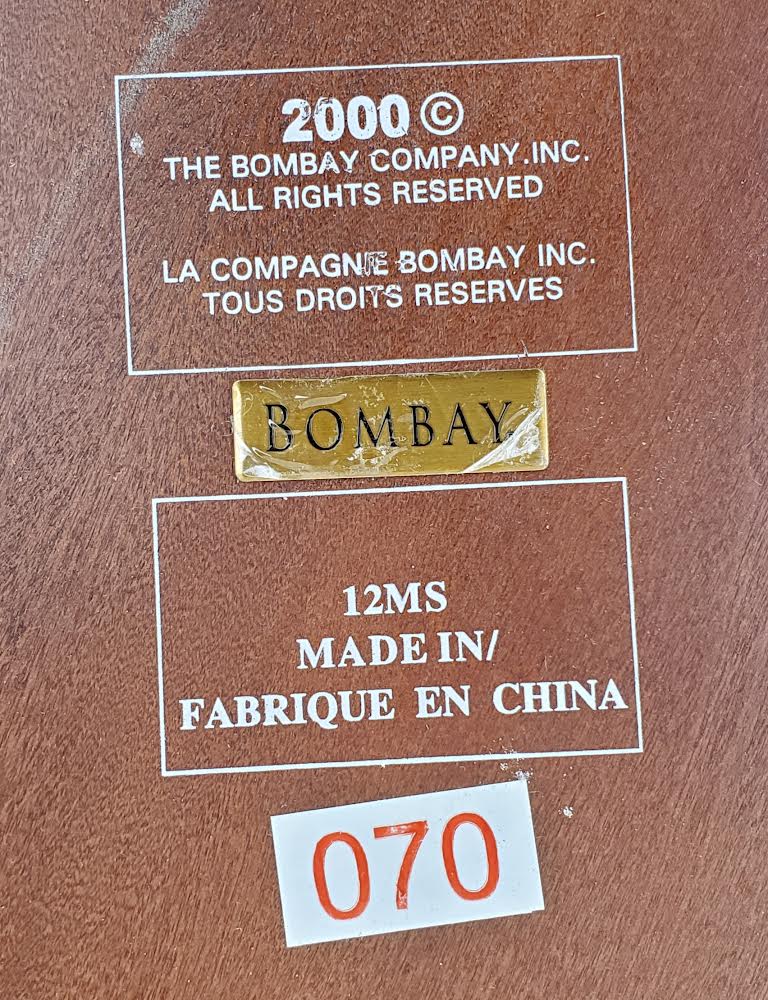 2000 ©
THE BOMBAY COMPANY.INC.
ALL RIGHTS RESERVED
LA COMPAGNIE BOMBAY INC.
TOUS DROITS RESERVES
BOMBAY
12MS
MADE IN/
FABRIQUE EN CHINA
070